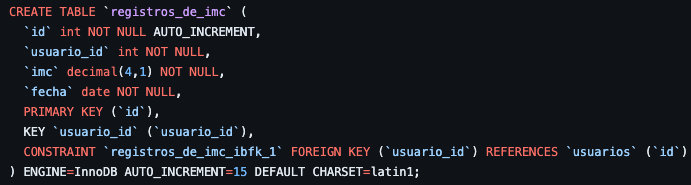 CREATE TABLE `registros_de_imc` (
  `id` int NOT NULL AUTO_INCREMENT,
  `usuario_id` int NOT NULL,
  `imc` decimal(4,1) NOT NULL,
  `fecha` date NOT NULL,
  PRIMARY KEY (`id`),
  KEY `usuario_id` (`usuario_id`),
  CONSTRAINT `registros_de_imc_ibfk_1` FOREIGN KEY (`usuario_id`) REFERENCES `usuarios` (`id`)
) ENGINE=InnoDB AUTO_INCREMENT=15 DEFAULT CHARSET=latin1;